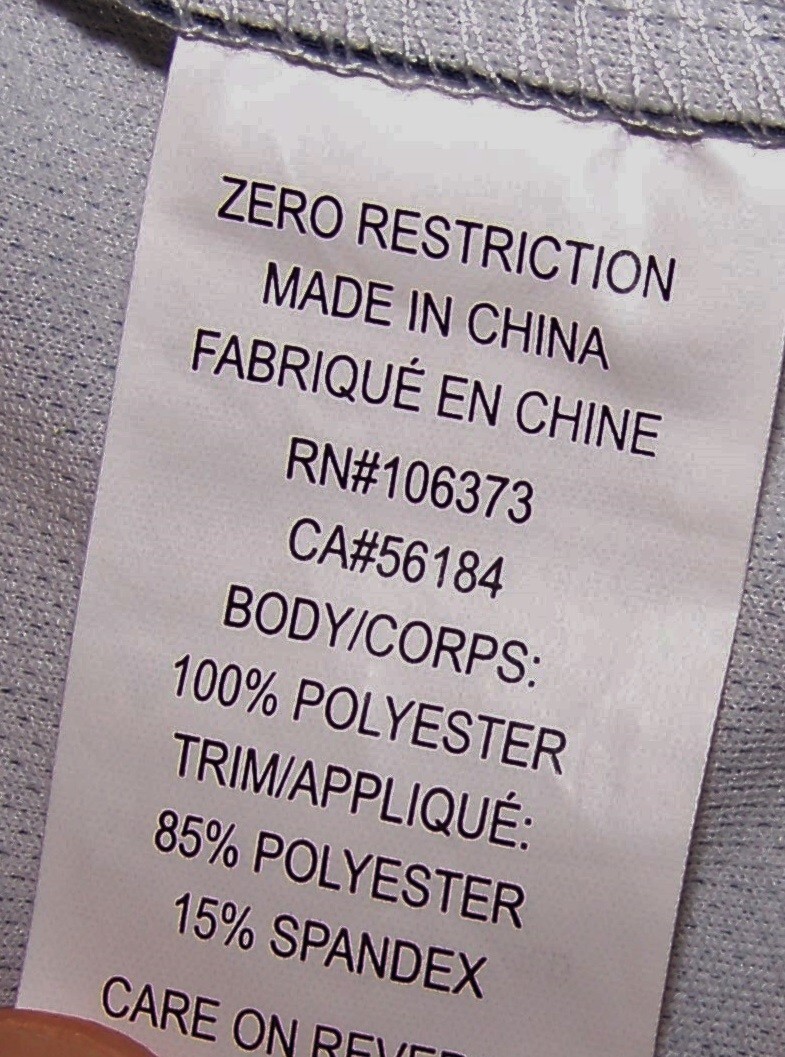 ZERO RESTRICTION
MADE IN CHINA
FABRIQUÉ EN CHINE
RN#106373
CA#56184
BODY/CORPS:
100% POLYESTER
TRIM/APPLIQUÉ:
85% POLYESTER
15% SPANDEX
CARE ON